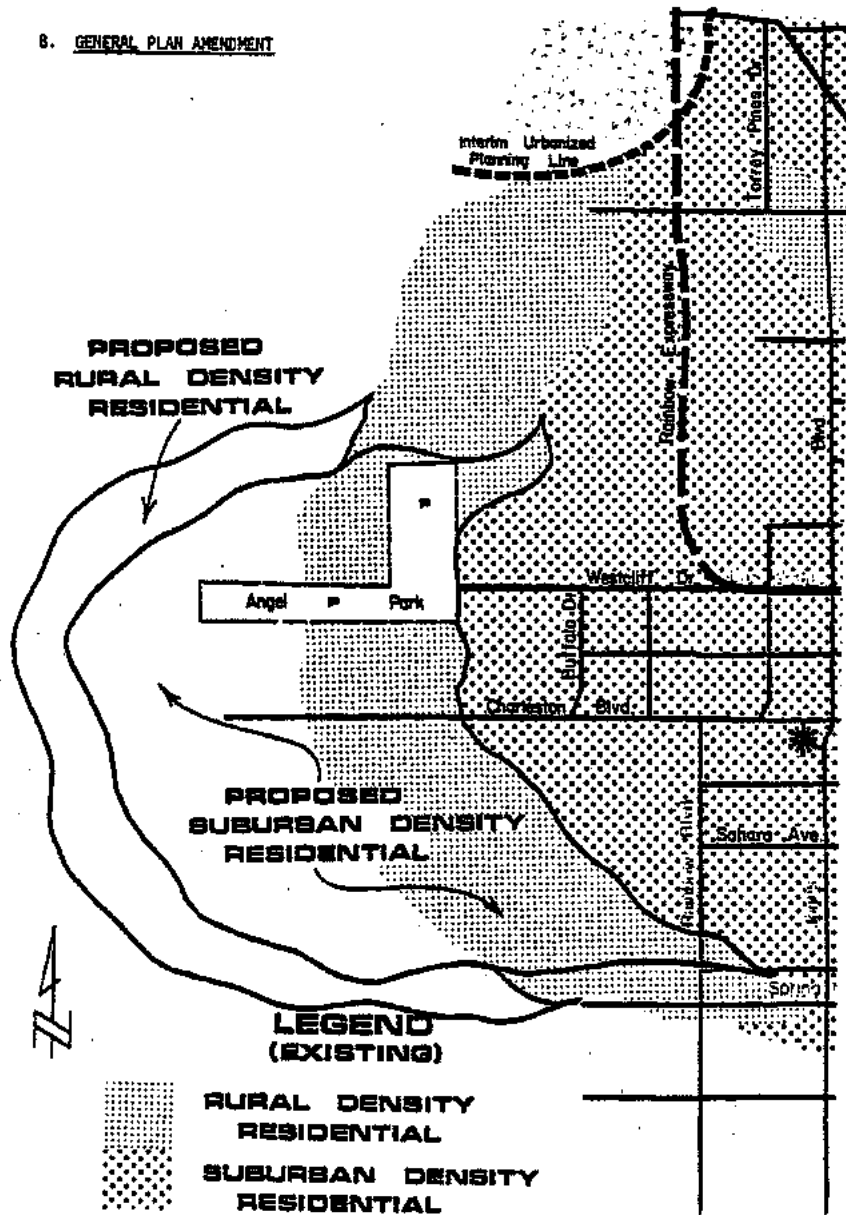 B. GENERAL PLAN AMENDMENT
Interim Urbanized
Planning Line
Torrey Pines Dr.
PROPOSED
RURAL DENSITY
RESIDENTIAL
Rainbow Expressway
Blvd
P
Westcliff Dr.
Angel P Park
Buffalo Dr
Charleston Blvd.
PROPOSED
SUBURBAN DENSITY
RESIDENTIAL
Rainbow Blvd
Sahara Ave.
Spring
N
LEGEND
(EXISTING)
RURAL DENSITY
RESIDENTIAL
SUBURBAN DENSITY
RESIDENTIAL